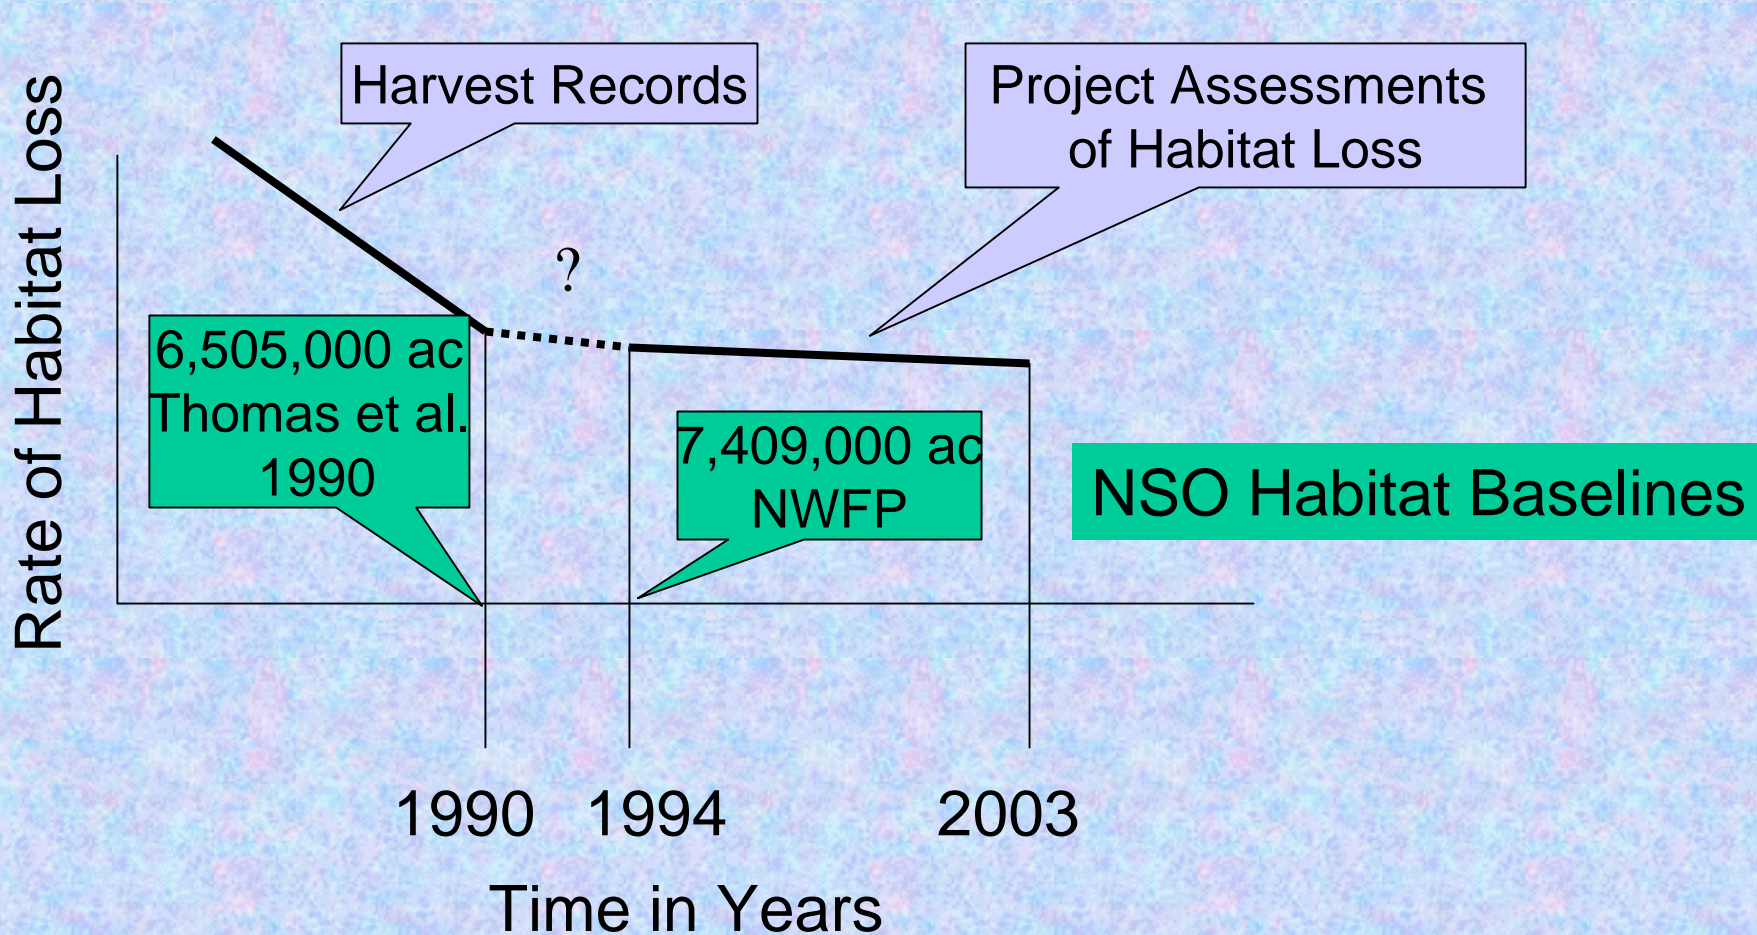 Rate of Habitat Loss
Harvest Records
Project Assessments
of Habitat Loss
?
6,505,000 ac
Thomas et al.
1990
7,409,000 ac
NWFP
NSO Habitat Baselines
1990 1994 2003
Time in Years